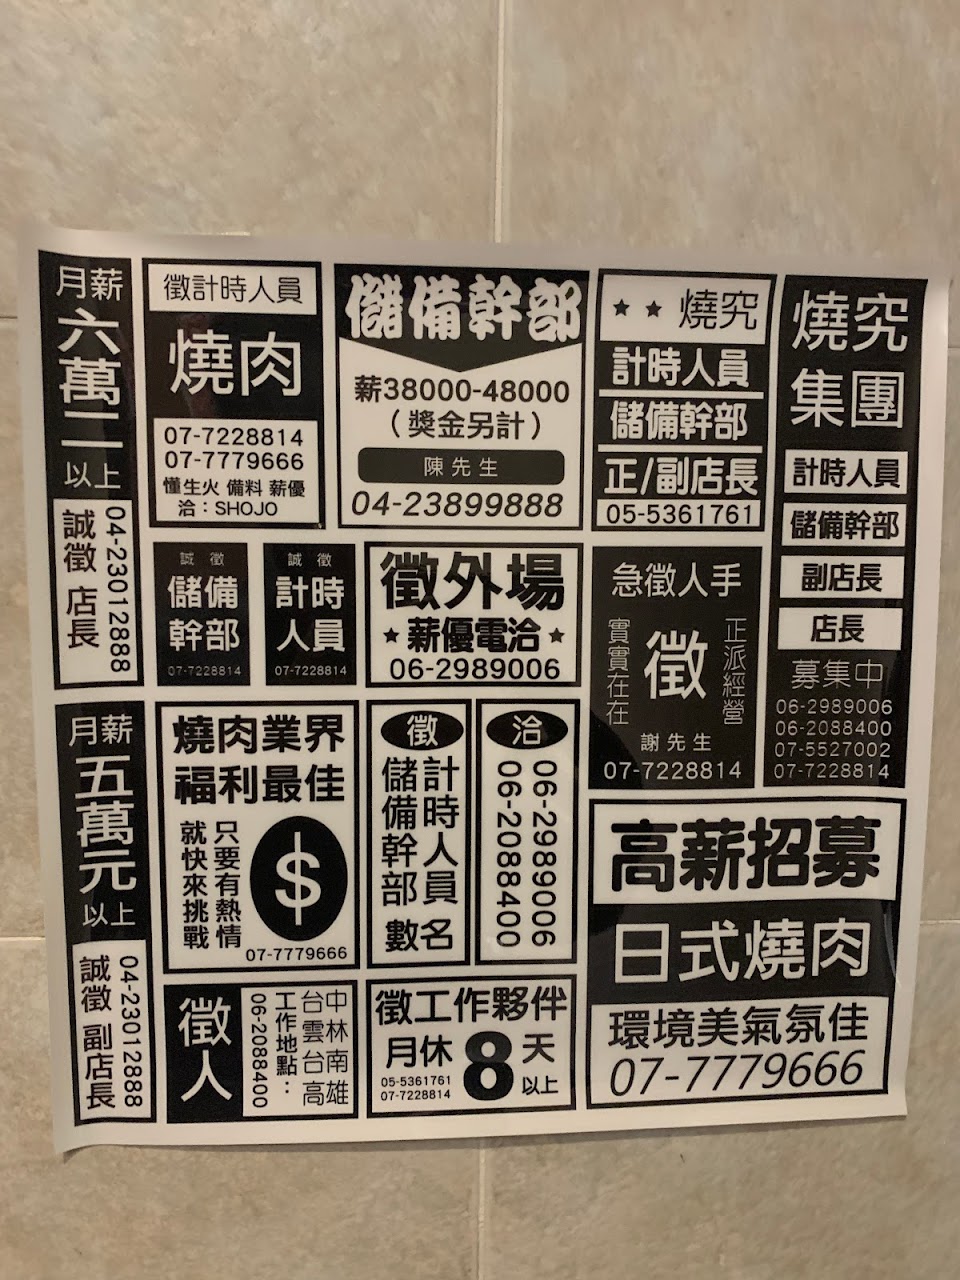 月薪
六萬二
以上
誠徵 店長
04-23012888
徵計時人員
燒肉
07-7228814
07-7779666
懂生火 備料 薪優
洽：SHOJO
儲備幹部
薪38000-48000
（獎金另計）
陳先生
04-23899888
★ ★ 燒究
計時人員
儲備幹部
正/副店長
05-5361761
燒究
集團
計時人員
儲備幹部
副店長
店長
募集中
06-2989006
06-2088400
07-5527002
07-7228814
誠徵
儲備
幹部
07-7228814
誠徵
計時
人員
07-7228814
徵外場
★ 薪優電洽 ★
06-2989006
急徵人手
正派經營
徵
實實在在
謝先生
07-7228814
月薪
五萬元
以上
誠徵 副店長
04-23012888
燒肉業界
福利最佳
只要有熱情
就快來挑戰
$
07-7779666
徵
計時人員
儲備幹部
數名
洽
06-2989006
06-2088400
高薪招募
日式燒肉
環境美氣氛佳
07-7779666
徵人
中林南雄
台雲台高
工作地點：
06-2088400
徵工作夥伴
月休8天以上
05-5361761
07-7228814